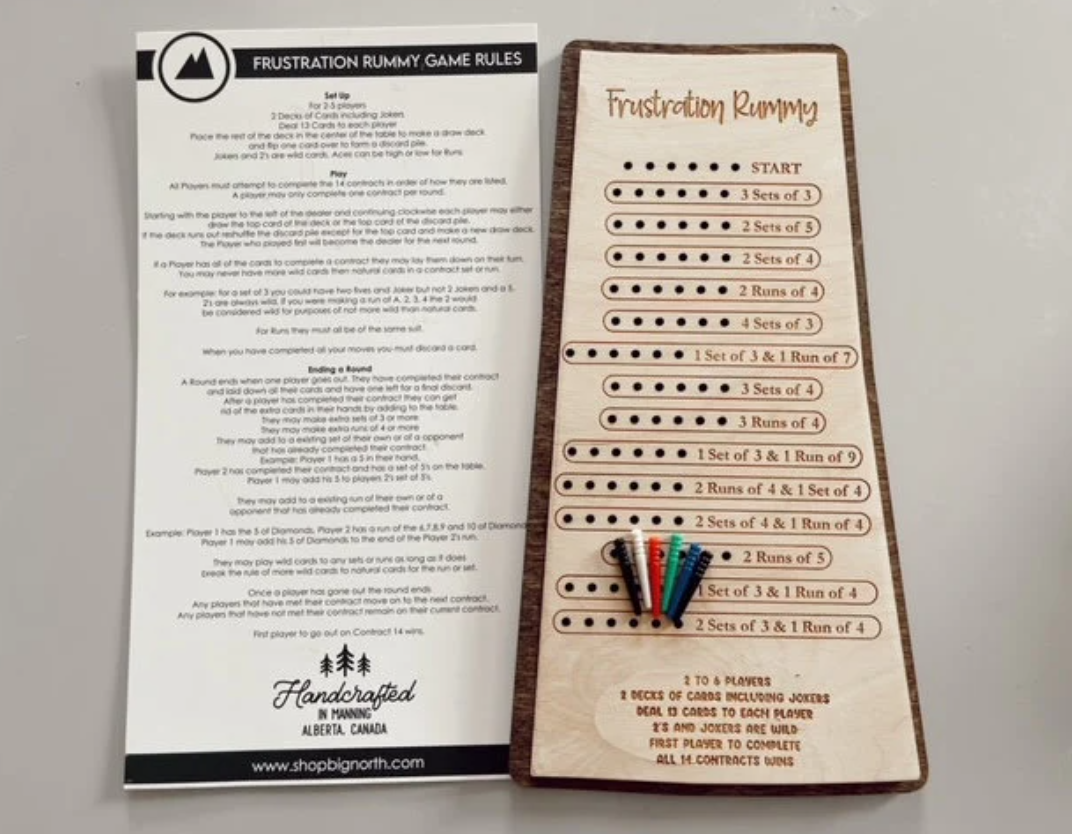 FRUSTRATION RUMMY GAME RULES
Set Up
For 2-5 players
2 Decks of Cards including Jokers
Deal 13 Cards to each player
Place the rest of the deck in the center of the table to make a draw deck
and flip one card over to form a discard pile.
Jokers and 2's are wild cards. Aces can be high or low for Runs
Play
All Players must attempt to complete the 14 contracts in order of how they are listed.
A player may only complete one contract per round.
Starting with the player to the left of the dealer and continuing clockwise each player may either
draw the top card of the deck or the top card of the discard pile.
If the deck runs out reshuffle the discard pile except for the top card and make a new draw deck.
The Player who played first will become the dealer for the next round.
If a Player has all of the cards to complete a contract they may lay them down on their turn.
You may never have more wild cards then natural cards in a contract set or run.
For example: for a set of 3 you could have two fives and Joker but not 2 Jokers and a 5.
2's are always wild. If you were making a run of A, 2, 3, 4 the 2 would
be considered wild for purposes of not more wild than natural cards.
For Runs they must all be of the same suit.
When you have completed all your moves you must discard a card.
Ending a Round
A Round ends when one player goes out. They have completed their contract
and laid down all their cards and have one left for a final discard.
After a player has completed their contract they can get
rid of the extra cards in their hands by adding to the table.
They may make extra sets of 3 or more
They may make extra runs of 4 or more
They may add to a existing set of their own or of a opponent
that has already completed their contract.
Example: Player 1 has a 5 in their hand,
Player 2 has completed their contract and has a set of 5's on the table.
Player 1 may add his 5 to players 2's set of 5's.
They may add to a existing run of their own or of a
opponent that has already completed their contract.
Example: Player 1 has the 5 of Diamonds, Player 2 has a run of the 6,7,8,9 and 10 of Diamond
Player 1 may add his 5 of Diamonds to the end of the Player 2's run.
They may play wild cards to any sets or runs as long as it does
break the rule of more wild cards to natural cards for the run or set.
Once a player has gone out the round ends
Any players that have met their contract move on to the next contract.
Any players that have not met their contract remain on their current contract.
First player to go out on Contract 14 wins.
Handcrafted
IN MANNING
ALBERTA, CANADA
www.shopbignorth.com
Frustration Rummy
START
3 Sets of 3
2 Sets of 5
2 Sets of 4
2 Runs of 4
4 Sets of 3
1 Set of 3 & 1 Run of 7
3 Sets of 4
3 Runs of 4
1 Set of 3 & 1 Run of 9
2 Runs of 4 & 1 Set of 4
2 Sets of 4 & 1 Run of 4
2 Runs of 5
1 Set of 3 & 1 Run of 4
2 Sets of 3 & 1 Run of 4
2 TO 6 PLAYERS
2 DECKS OF CARDS INCLUDING JOKERS
DEAL 13 CARDS TO EACH PLAYER
2'S AND JOKERS ARE WILD
FIRST PLAYER TO COMPLETE
ALL 14 CONTRACTS WINS